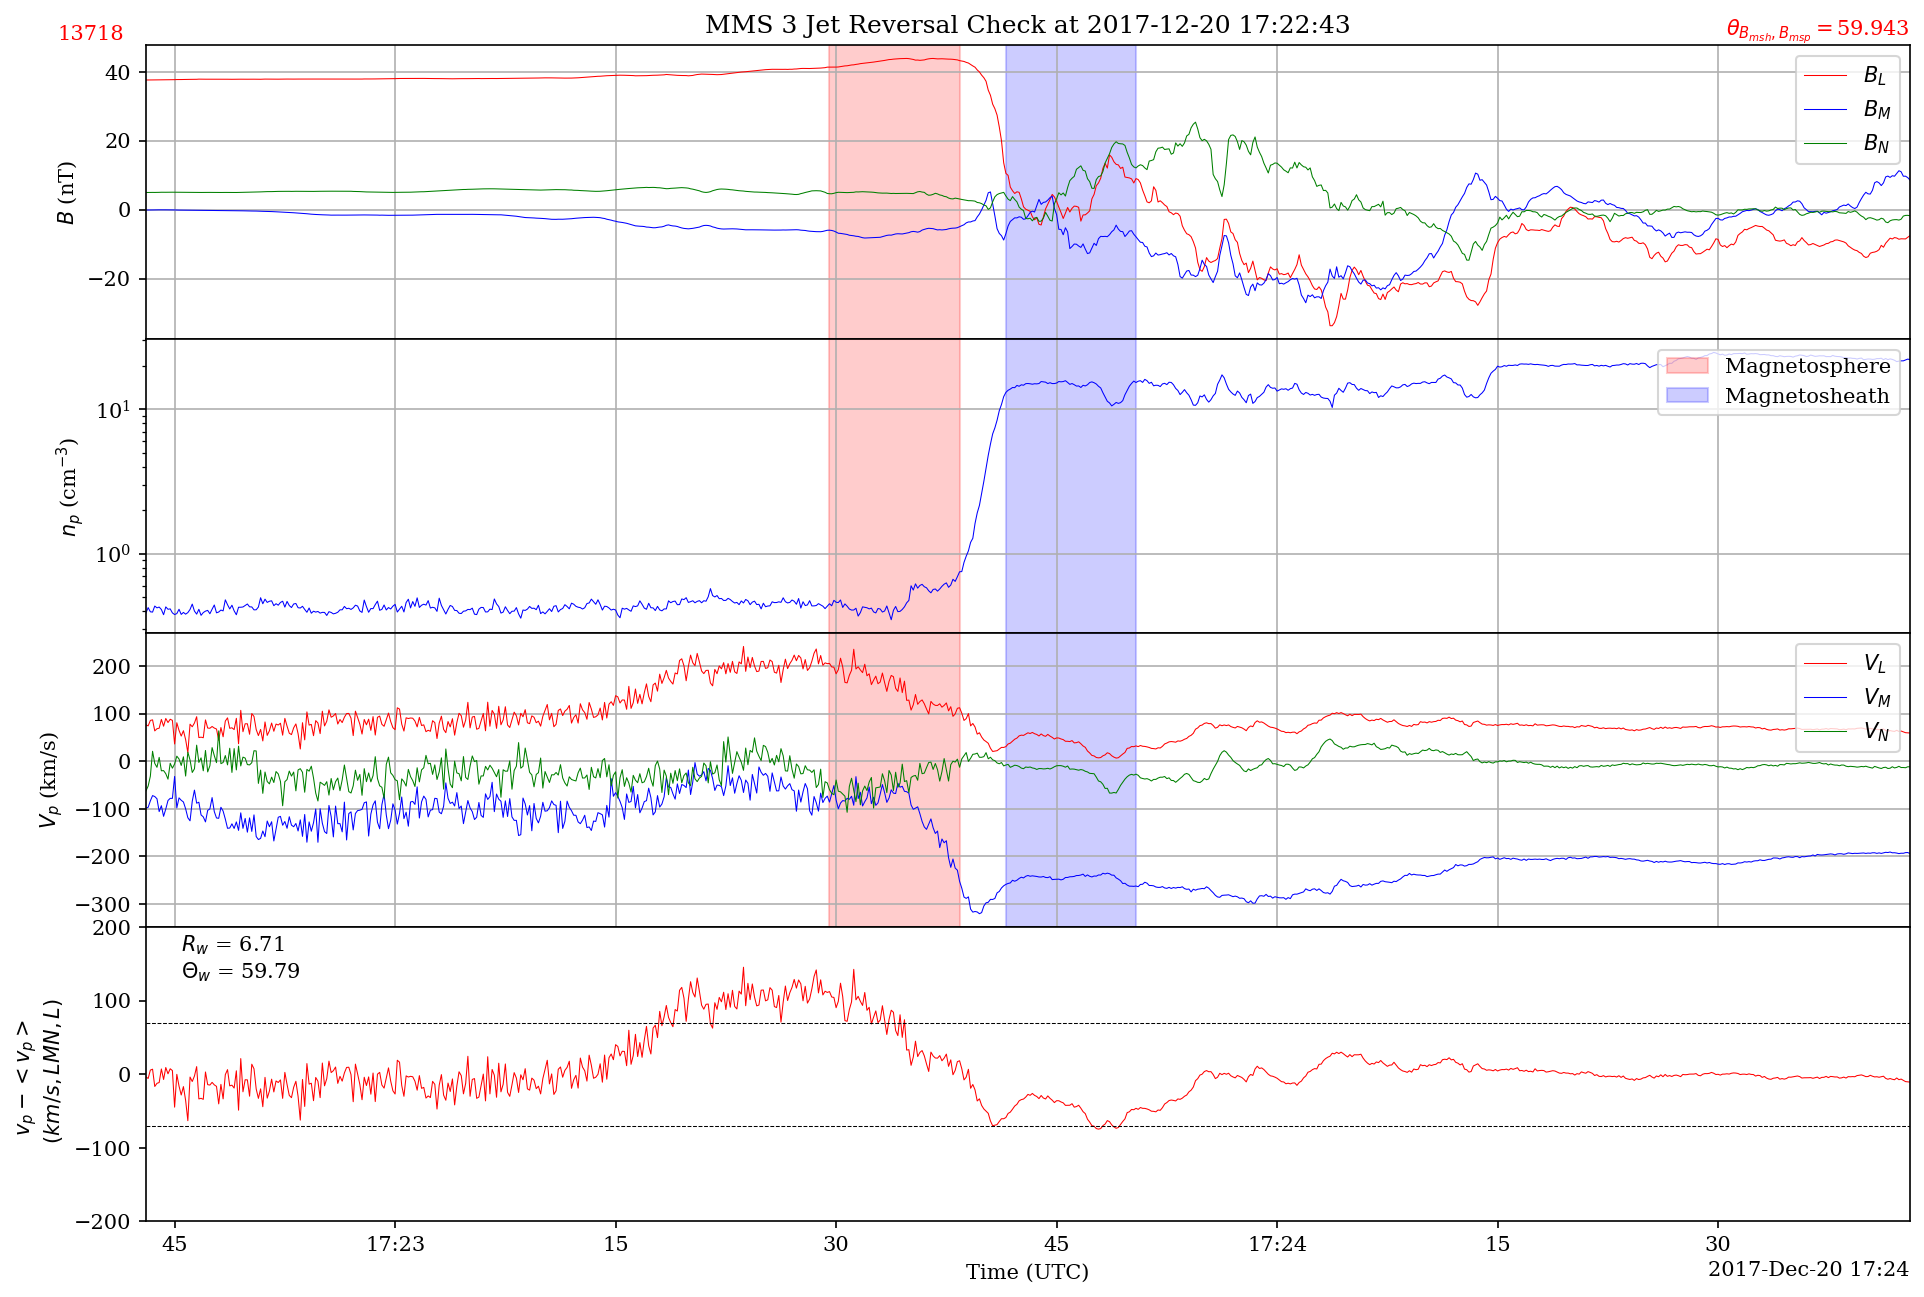 MMS 3 Jet Reversal Check at 2017-12-20 17:22:43
13718
θ_{B_{msh}, B_{msp}} = 59.943
40
20
0
−20
B (nT)
B_L
B_M
B_N
10^1
10^0
n_p (cm^{−3})
Magnetosphere
Magnetosheath
200
100
0
−100
−200
−300
V_p (km/s)
V_L
V_M
V_N
200
100
0
−100
−200
v_p − < v_p >
(km/s, LMN, L)
R_w = 6.71
Θ_w = 59.79
45
17:23
15
30
45
17:24
15
30
Time (UTC)
2017-Dec-20 17:24